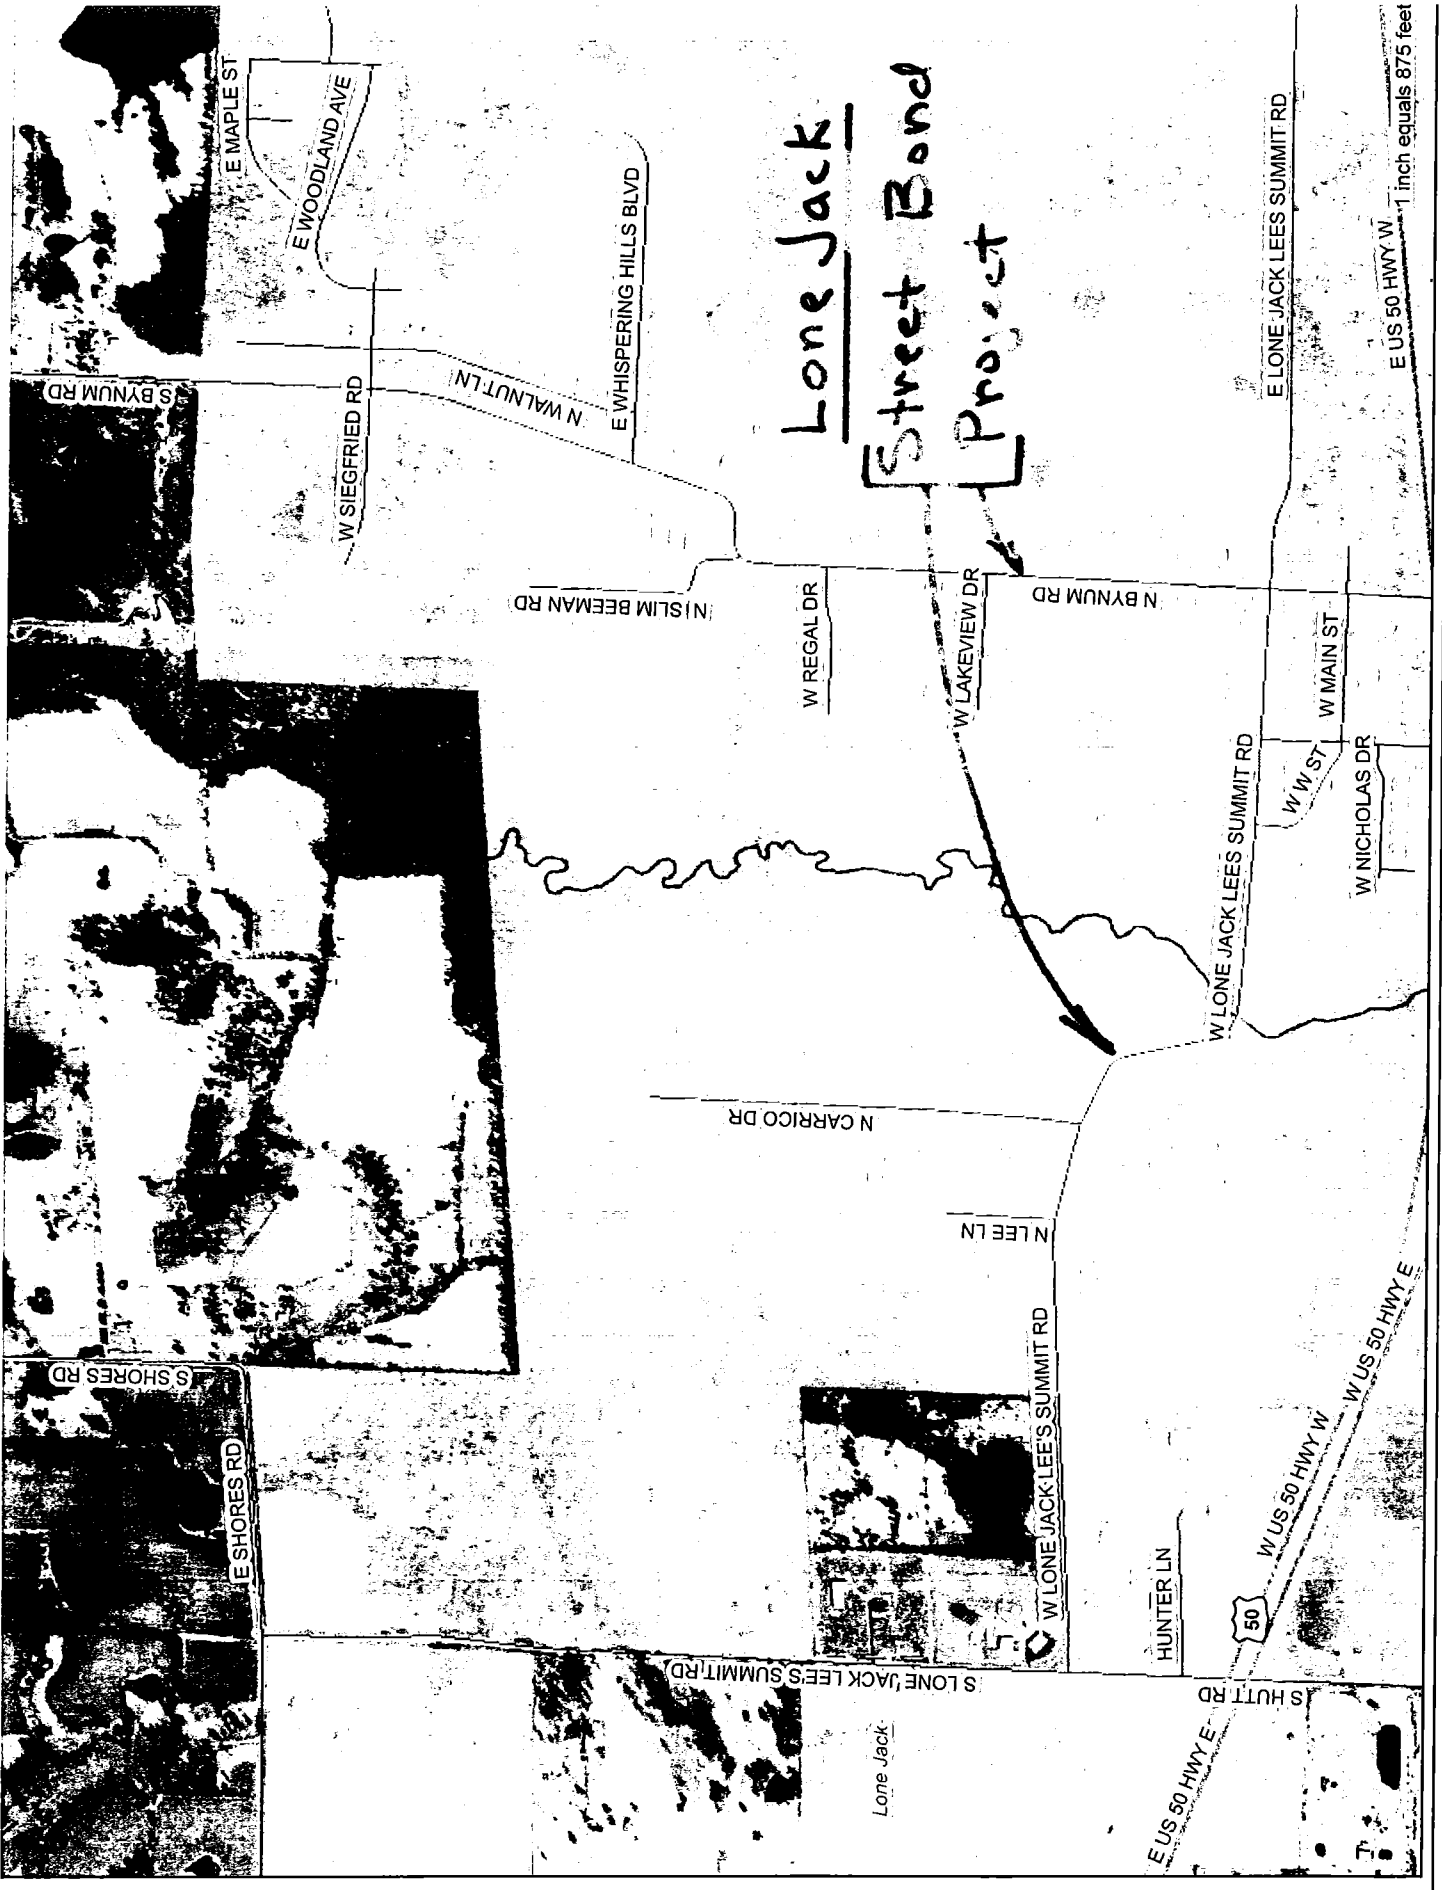 E MAPLE ST
E WOODLAND AVE
S BYNUM RD
W SIEGFRIED RD
N WALNUT LN
E WHISPERING HILLS BLVD
Lone Jack
Street Bond
Project
E LONE JACK LEES SUMMIT RD
E US 50 HWY W
1 inch equals 875 feet
N SLIM BEEMAN RD
W REGAL DR
W LAKEVIEW DR
N BYNUM RD
W MAIN ST
W W ST
W NICHOLAS DR
W LONE JACK LEES SUMMIT RD
N CARRICO DR
N LEE LN
S SHORES RD
E SHORES RD
W LONE JACK-LEE'S SUMMIT RD
W US 50 HWY E
W US 50 HWY W
50
HUNTER LN
S LONE JACK LEE'S SUMMIT RD
S HUTT RD
Lone Jack
E US 50 HWY E